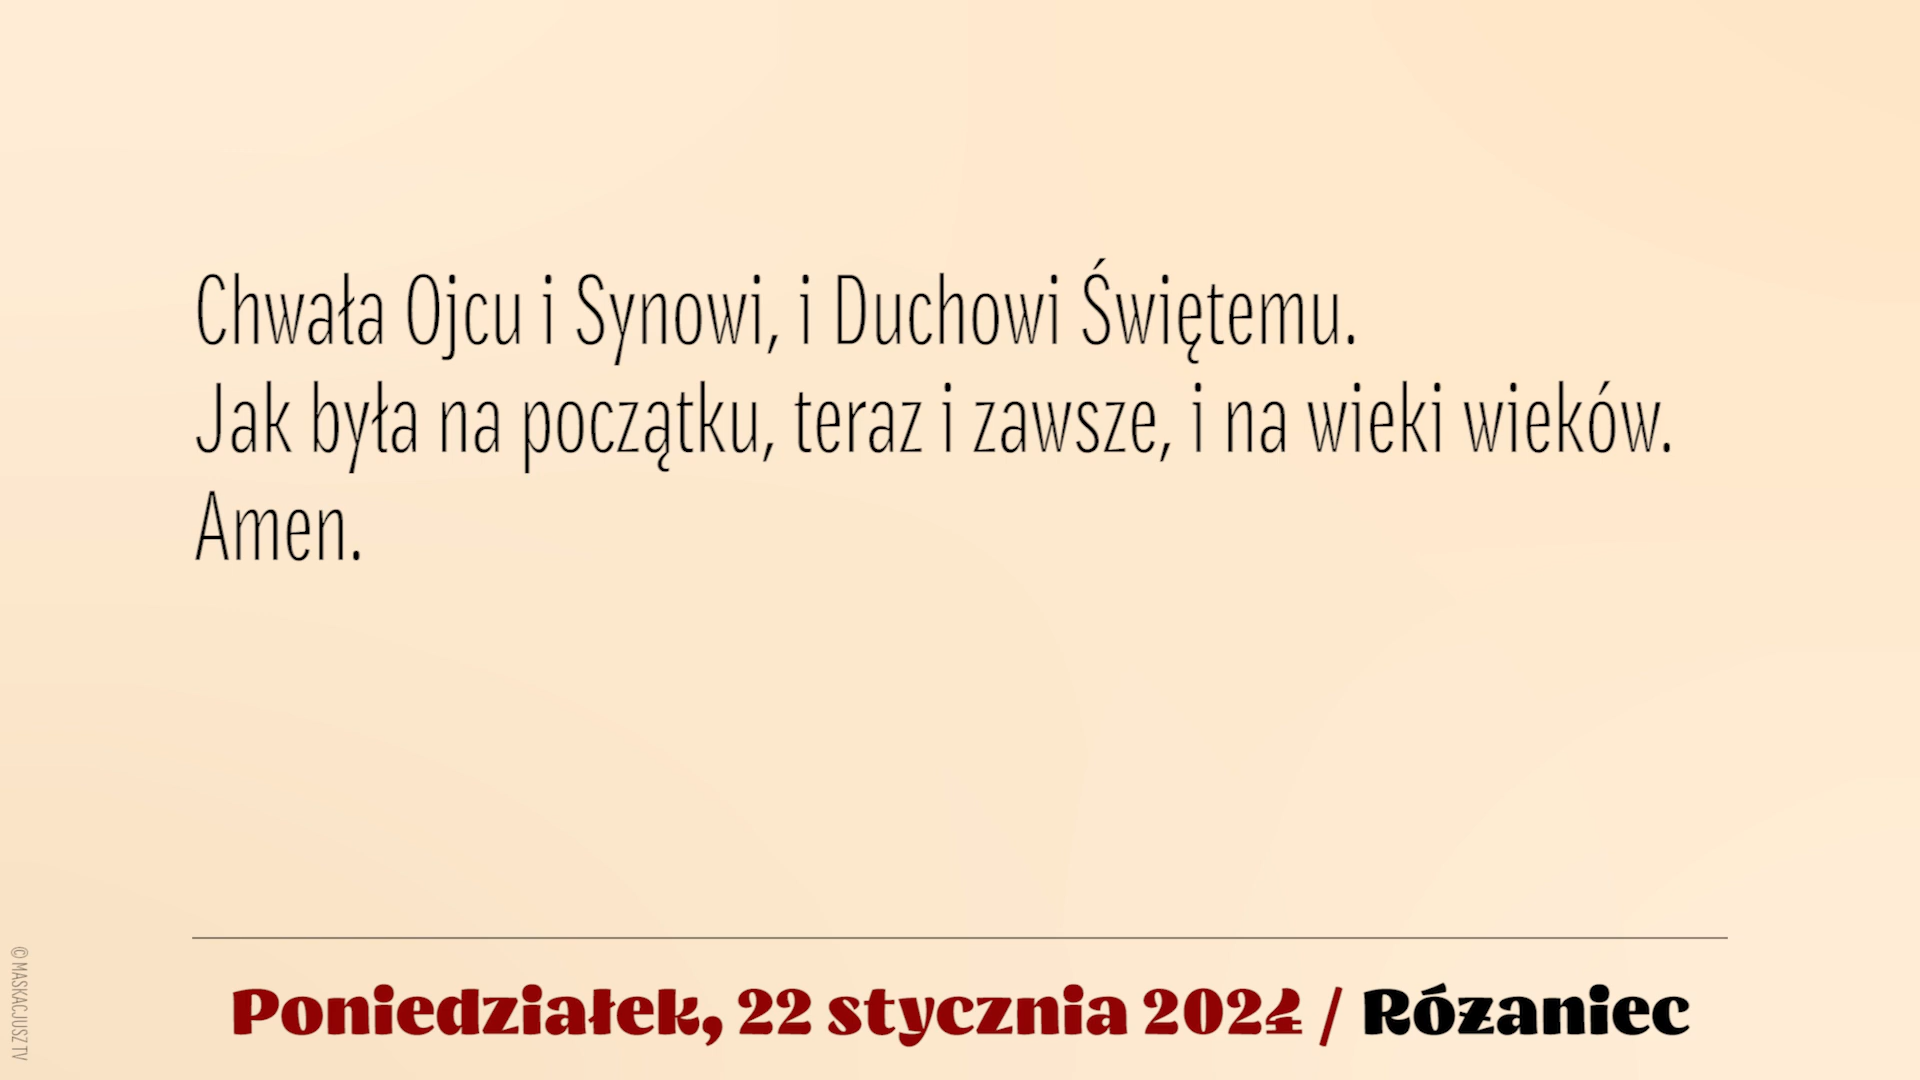 Chwała Ojcu i Synowi, i Duchowi Świętemu.
Jak była na początku, teraz i zawsze, i na wieki wieków.
Amen.
Poniedziałek, 22 stycznia 2024 / Różaniec
© MASKACJUSZ TV